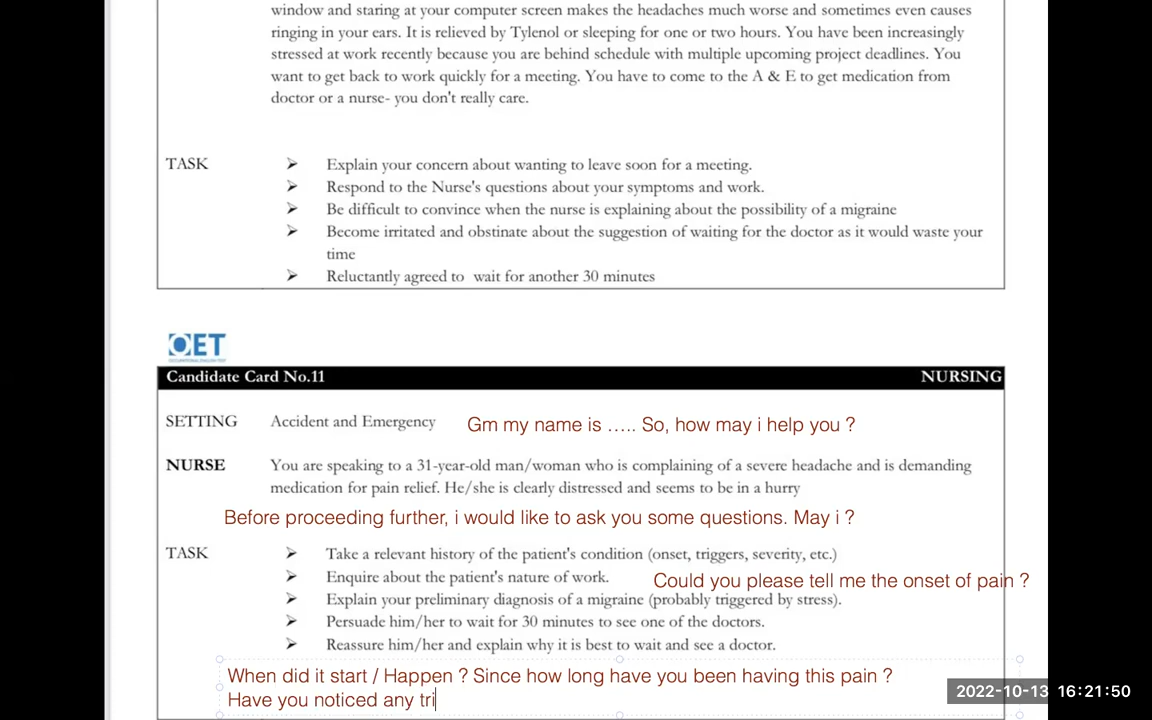 window and staring at your computer screen makes the headaches much worse and sometimes even causes
ringing in your ears. It is relieved by Tylenol or sleeping for one or two hours. You have been increasingly
stressed at work recently because you are behind schedule with multiple upcoming project deadlines. You
want to get back to work quickly for a meeting. You have to come to the A & E to get medication from
doctor or a nurse- you don't really care.
TASK
➢ Explain your concern about wanting to leave soon for a meeting.
➢ Respond to the Nurse's questions about your symptoms and work.
➢ Be difficult to convince when the nurse is explaining about the possibility of a migraine
➢ Become irritated and obstinate about the suggestion of waiting for the doctor as it would waste your
time
➢ Reluctantly agreed to wait for another 30 minutes
OET
Candidate Card No.11 NURSING
SETTING Accident and Emergency Gm my name is ..... So, how may i help you ?
NURSE You are speaking to a 31-year-old man/woman who is complaining of a severe headache and is demanding
medication for pain relief. He/she is clearly distressed and seems to be in a hurry
Before proceeding further, i would like to ask you some questions. May i ?
TASK ➢ Take a relevant history of the patient's condition (onset, triggers, severity, etc.)
➢ Enquire about the patient's nature of work. Could you please tell me the onset of pain ?
➢ Explain your preliminary diagnosis of a migraine (probably triggered by stress).
➢ Persuade him/her to wait for 30 minutes to see one of the doctors.
➢ Reassure him/her and explain why it is best to wait and see a doctor.
When did it start / Happen ? Since how long have you been having this pain ?
Have you noticed any tri
2022-10-13 16:21:50